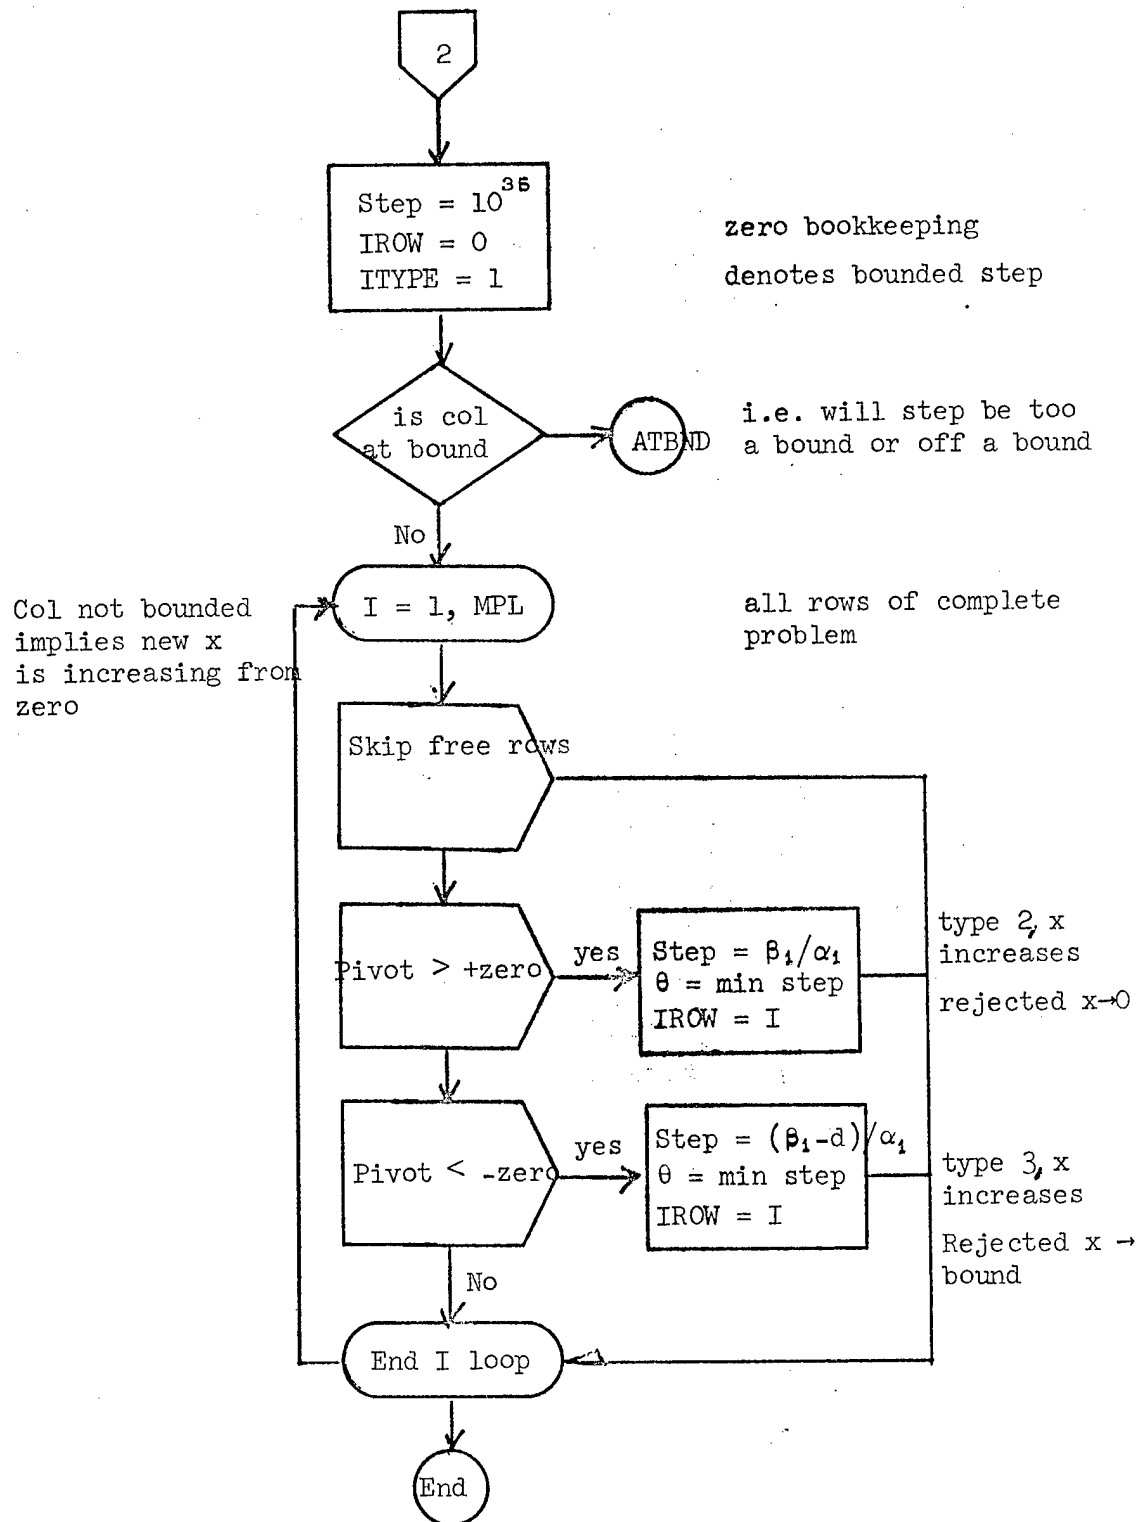 2
Step = 10^36
IROW = 0
ITYPE = 1
zero bookkeeping
denotes bounded step
is col
at bound
ATBND
i.e. will step be too
a bound or off a bound
No
I = 1, MPL
all rows of complete
problem
Col not bounded
implies new x
is increasing from
zero
Skip free rows
Pivot > +zero
yes
Step = β₁/α₁
θ = min step
IROW = I
type 2, x
increases
rejected x→0
Pivot < -zero
yes
Step = (β₁-d)/α₁
θ = min step
IROW = I
type 3, x
increases
Rejected x →
bound
No
End I loop
End